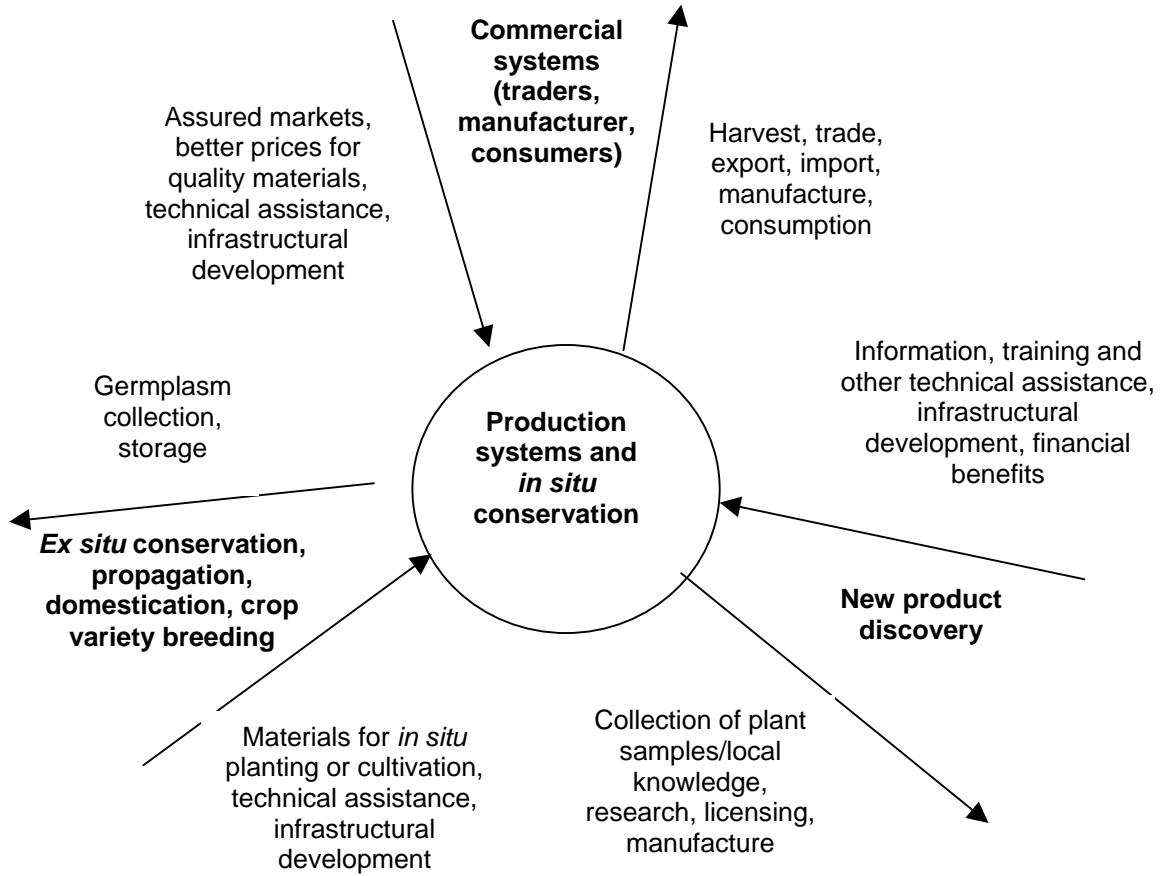 Commercial
systems
(traders,
manufacturer,
consumers)
Assured markets,
better prices for
quality materials,
technical assistance,
infrastructural
development
Harvest, trade,
export, import,
manufacture,
consumption
Germplasm
collection,
storage
Production
systems and
in situ
conservation
Information, training and
other technical assistance,
infrastructural
development, financial
benefits
Ex situ conservation,
propagation,
domestication, crop
variety breeding
New product
discovery
Materials for in situ
planting or cultivation,
technical assistance,
infrastructural
development
Collection of plant
samples/local
knowledge,
research, licensing,
manufacture